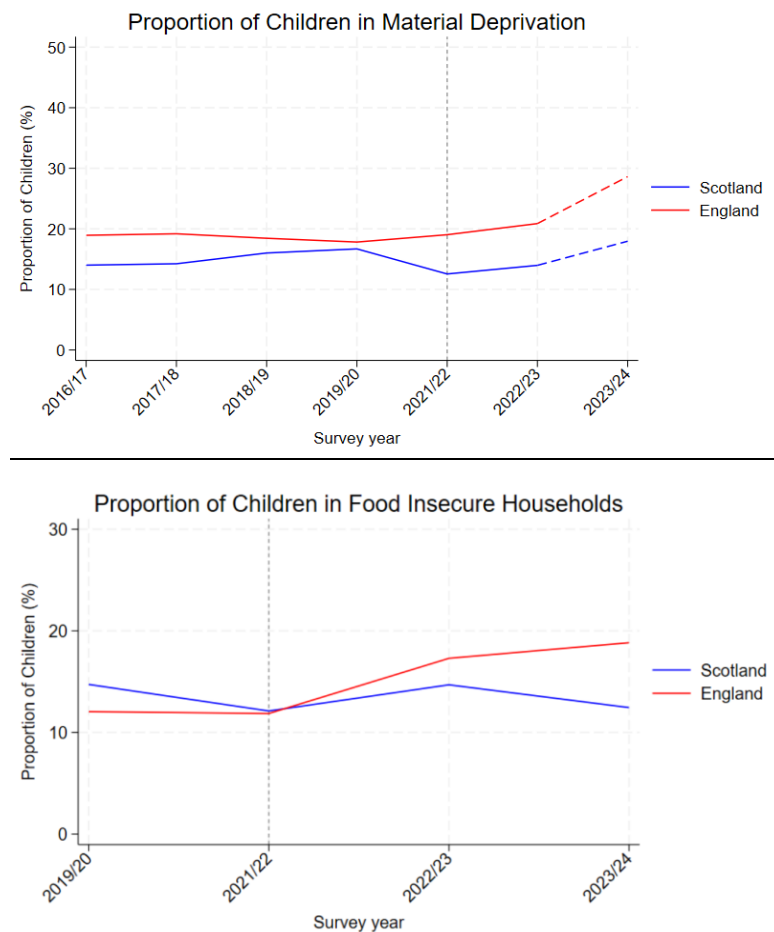 Proportion of Children in Material Deprivation
Proportion of Children (%)
50
40
30
20
10
0
2016/17
2017/18
2018/19
2019/20
2021/22
2022/23
2023/24
Survey year
Scotland
England
Proportion of Children in Food Insecure Households
Proportion of Children (%)
30
20
10
0
2019/20
2021/22
2022/23
2023/24
Survey year
Scotland
England